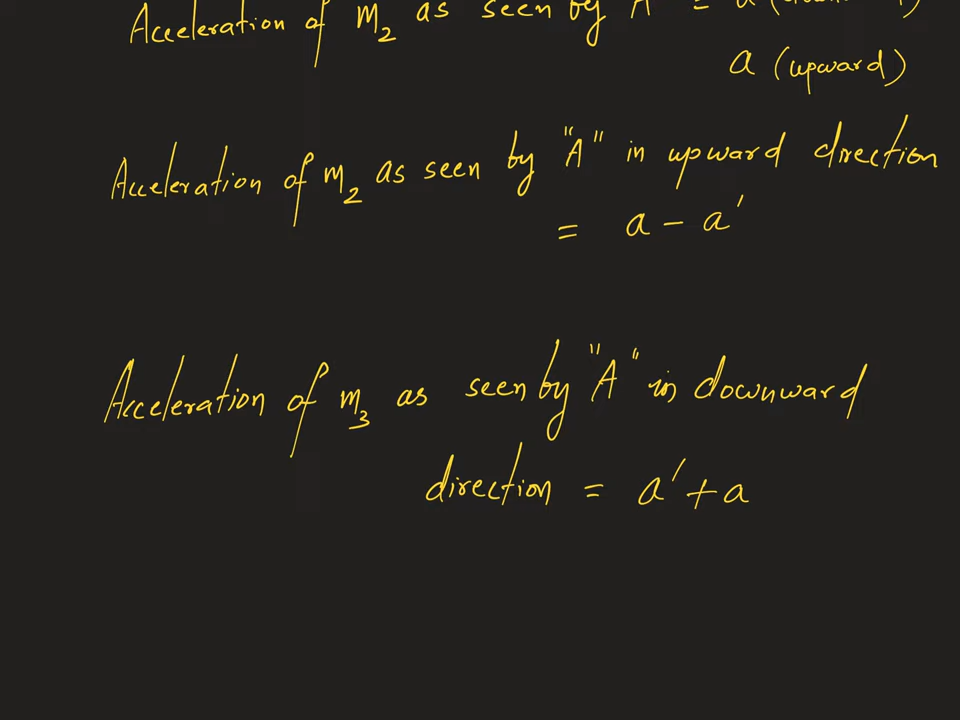 Acceleration of m₂ as seen by A = a
a (upward)
Acceleration of m₂ as seen by "A" in upward direction
= a - a'
Acceleration of m₃ as seen by "A" in downward
direction = a' + a